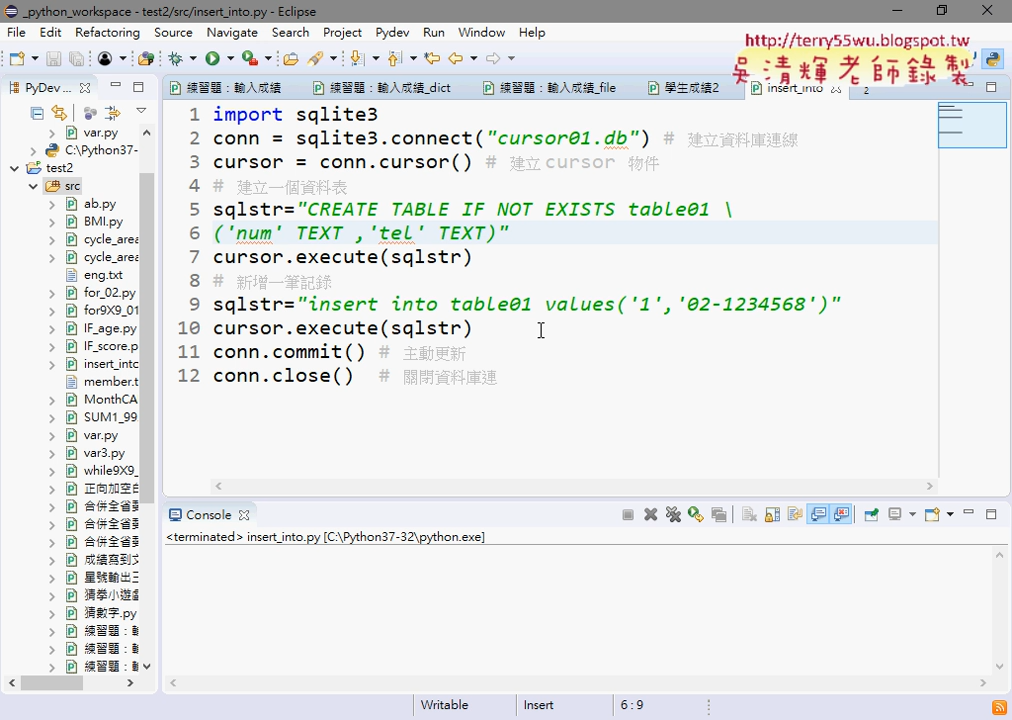 _python_workspace - test2/src/insert_into.py - Eclipse
File Edit Refactoring Source Navigate Search Project Pydev Run Window Help
http://terry55wu.blogspot.tw
吳清輝老師錄製
PyDev ...
練習題：輸入成績
練習題：輸入成績_dict
練習題：輸入成績_file
學生成績2
insert_into
2
var.py
C:\Python37-
test2
src
ab.py
BMI.py
cycle_area
cycle_area
eng.txt
for_02.py
for9X9_01
IF_age.py
IF_score.p
insert_intc
member.t
MonthCA
SUM1_99
var.py
var3.py
while9X9_
正向加空白
合併全省
合併全省
合併全省
成績寫到文
星號輸出三
猜拳小遊戲
猜數字.py
練習題：輸
練習題：輸
練習題：輸
1 import sqlite3
2 conn = sqlite3.connect("cursor01.db") # 建立資料庫連線
3 cursor = conn.cursor() # 建立 cursor 物件
4 # 建立一個資料表
5 sqlstr="CREATE TABLE IF NOT EXISTS table01 \
6 ('num' TEXT ,'tel' TEXT)"
7 cursor.execute(sqlstr)
8 # 新增一筆記錄
9 sqlstr="insert into table01 values('1','02-1234568')"
10 cursor.execute(sqlstr)
11 conn.commit() # 主動更新
12 conn.close() # 關閉資料庫連
Console
<terminated> insert_into.py [C:\Python37-32\python.exe]
Writable Insert 6 : 9